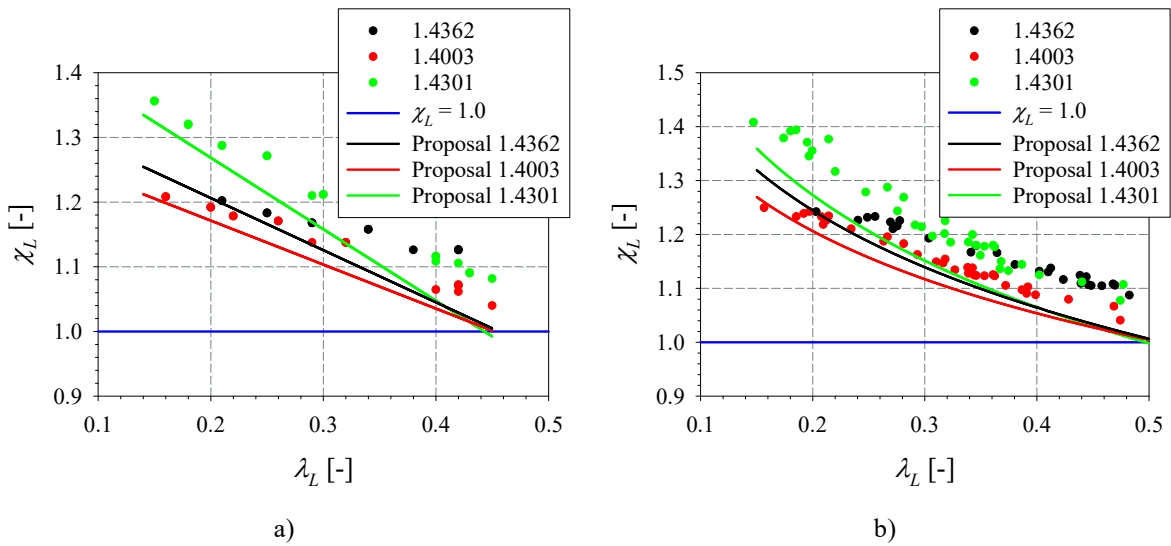 1.4362
1.4003
1.4301
χL = 1.0
Proposal 1.4362
Proposal 1.4003
Proposal 1.4301
1.4
1.3
1.2
1.1
1.0
0.9
χL [-]
0.1 0.2 0.3 0.4 0.5
λL [-]
a)
1.4362
1.4003
1.4301
χL = 1.0
Proposal 1.4362
Proposal 1.4003
Proposal 1.4301
1.5
1.4
1.3
1.2
1.1
1.0
0.9
χL [-]
0.1 0.2 0.3 0.4 0.5
λL [-]
b)